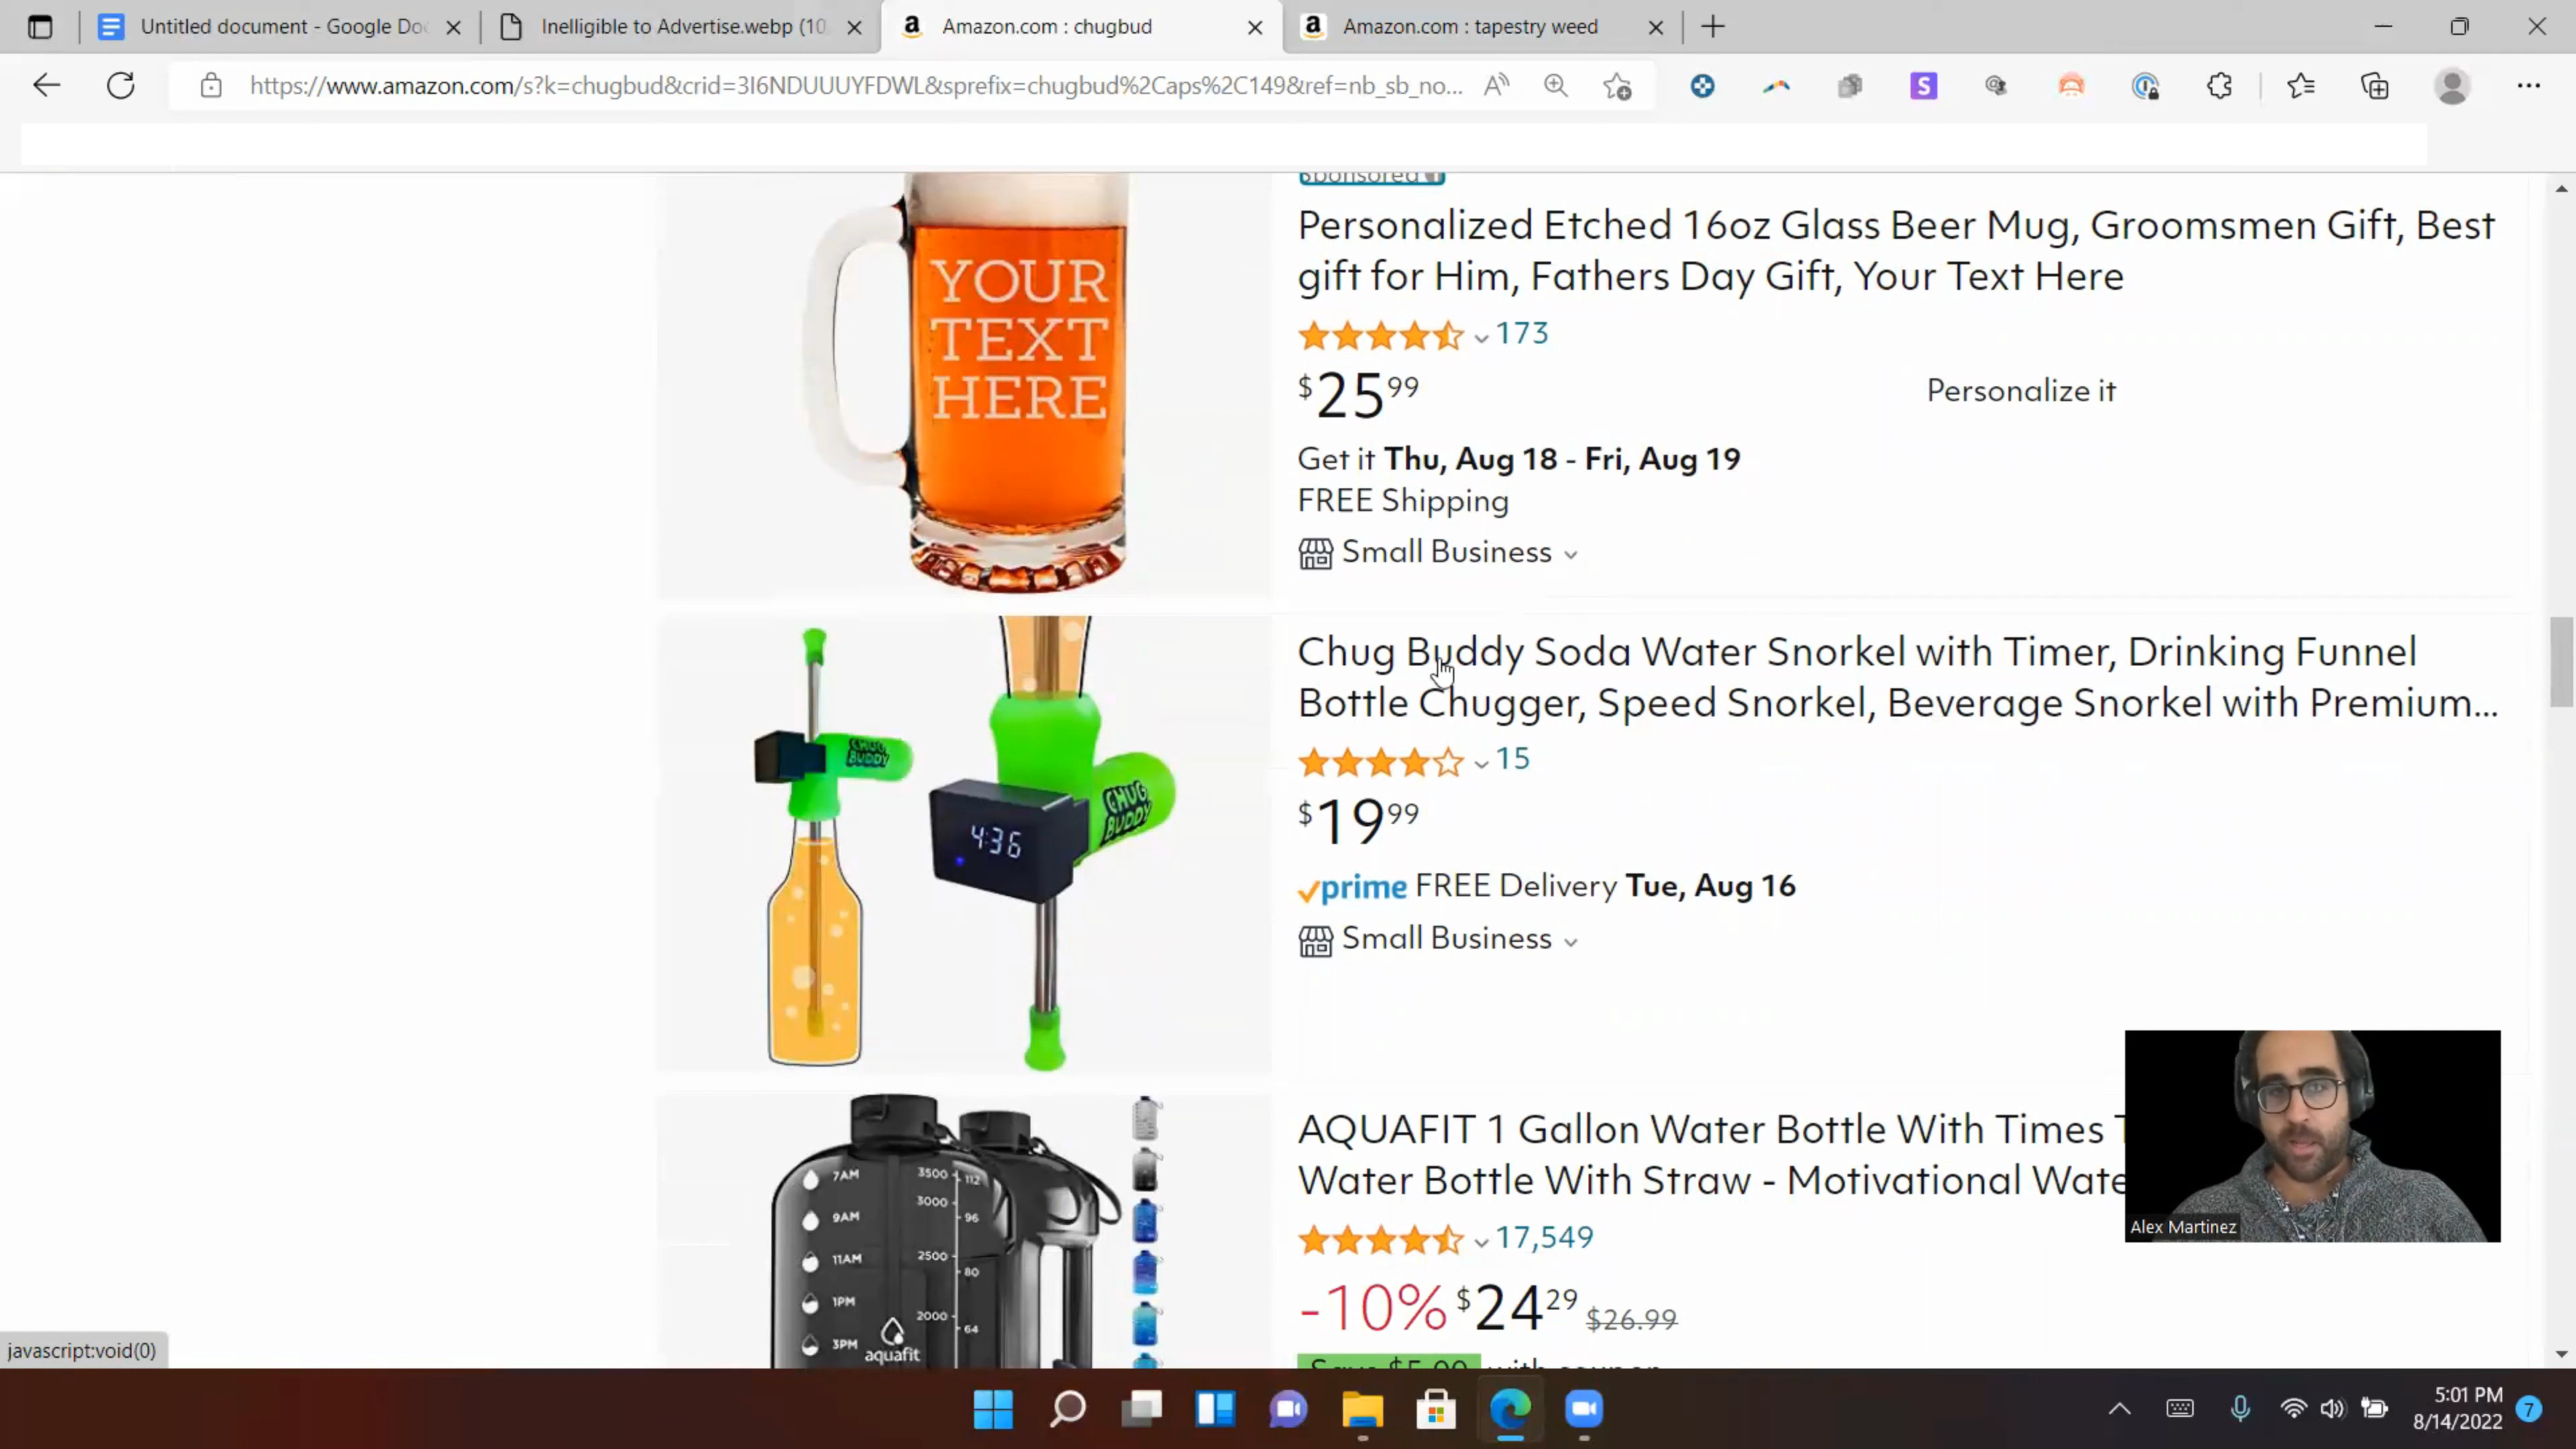 Untitled document - Google Doc
Inelligible to Advertise.webp (10
Amazon.com : chugbud
Amazon.com : tapestry weed
https://www.amazon.com/s?k=chugbud&crid=3I6NDUUUYFDWL&sprefix=chugbud%2Caps%2C149&ref=nb_sb_no...
Sponsored
Personalized Etched 16oz Glass Beer Mug, Groomsmen Gift, Best
gift for Him, Fathers Day Gift, Your Text Here
173
$25 99
Personalize it
Get it Thu, Aug 18 - Fri, Aug 19
FREE Shipping
Small Business
YOUR
TEXT
HERE
Chug Buddy Soda Water Snorkel with Timer, Drinking Funnel
Bottle Chugger, Speed Snorkel, Beverage Snorkel with Premium...
15
$19 99
prime FREE Delivery Tue, Aug 16
Small Business
CHUG
BUDDY
CHUG
BUDDY
4:36
AQUAFIT 1 Gallon Water Bottle With Times T
Water Bottle With Straw - Motivational Wate
17,549
-10% $24 29 $26.99
Save $5.00 with coupon
7AM
9AM
11AM
1PM
3PM
3500
112
3000
96
2500
80
2000
64
aquafit
Alex Martinez
javascript:void(0)
5:01 PM
8/14/2022
7